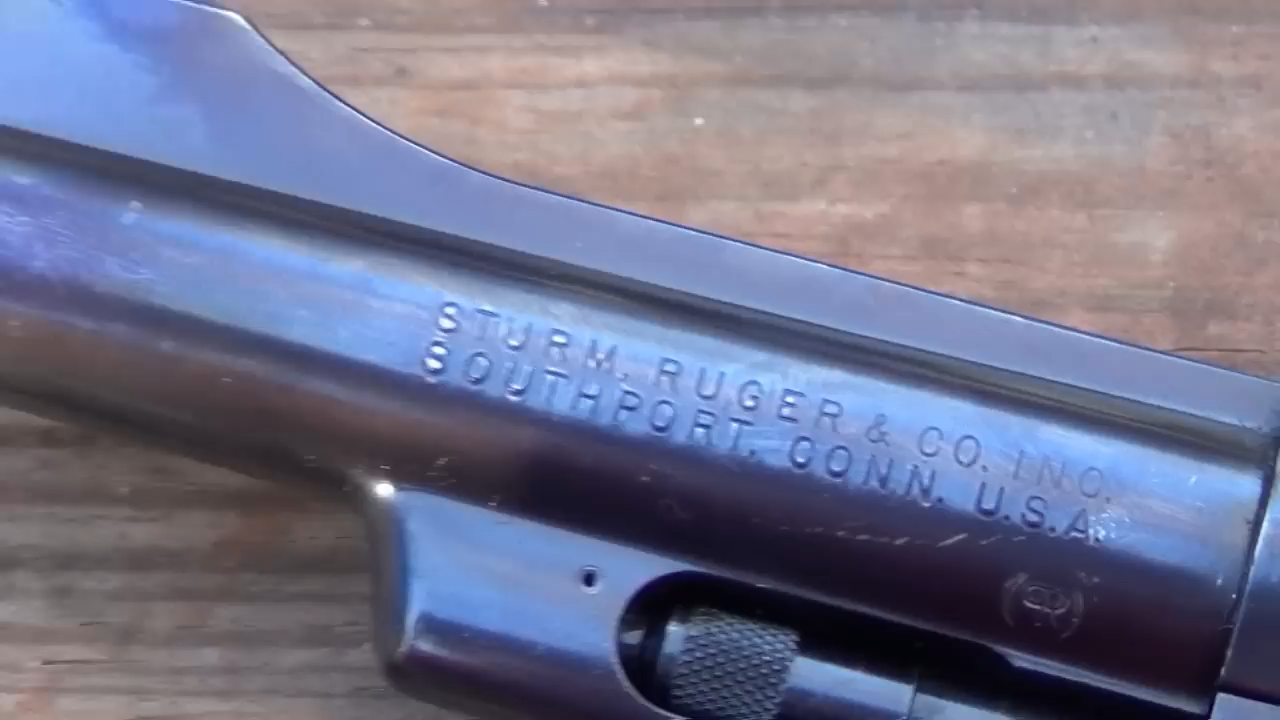 STURM, RUGER & CO. INC.
SOUTHPORT, CONN. U.S.A.